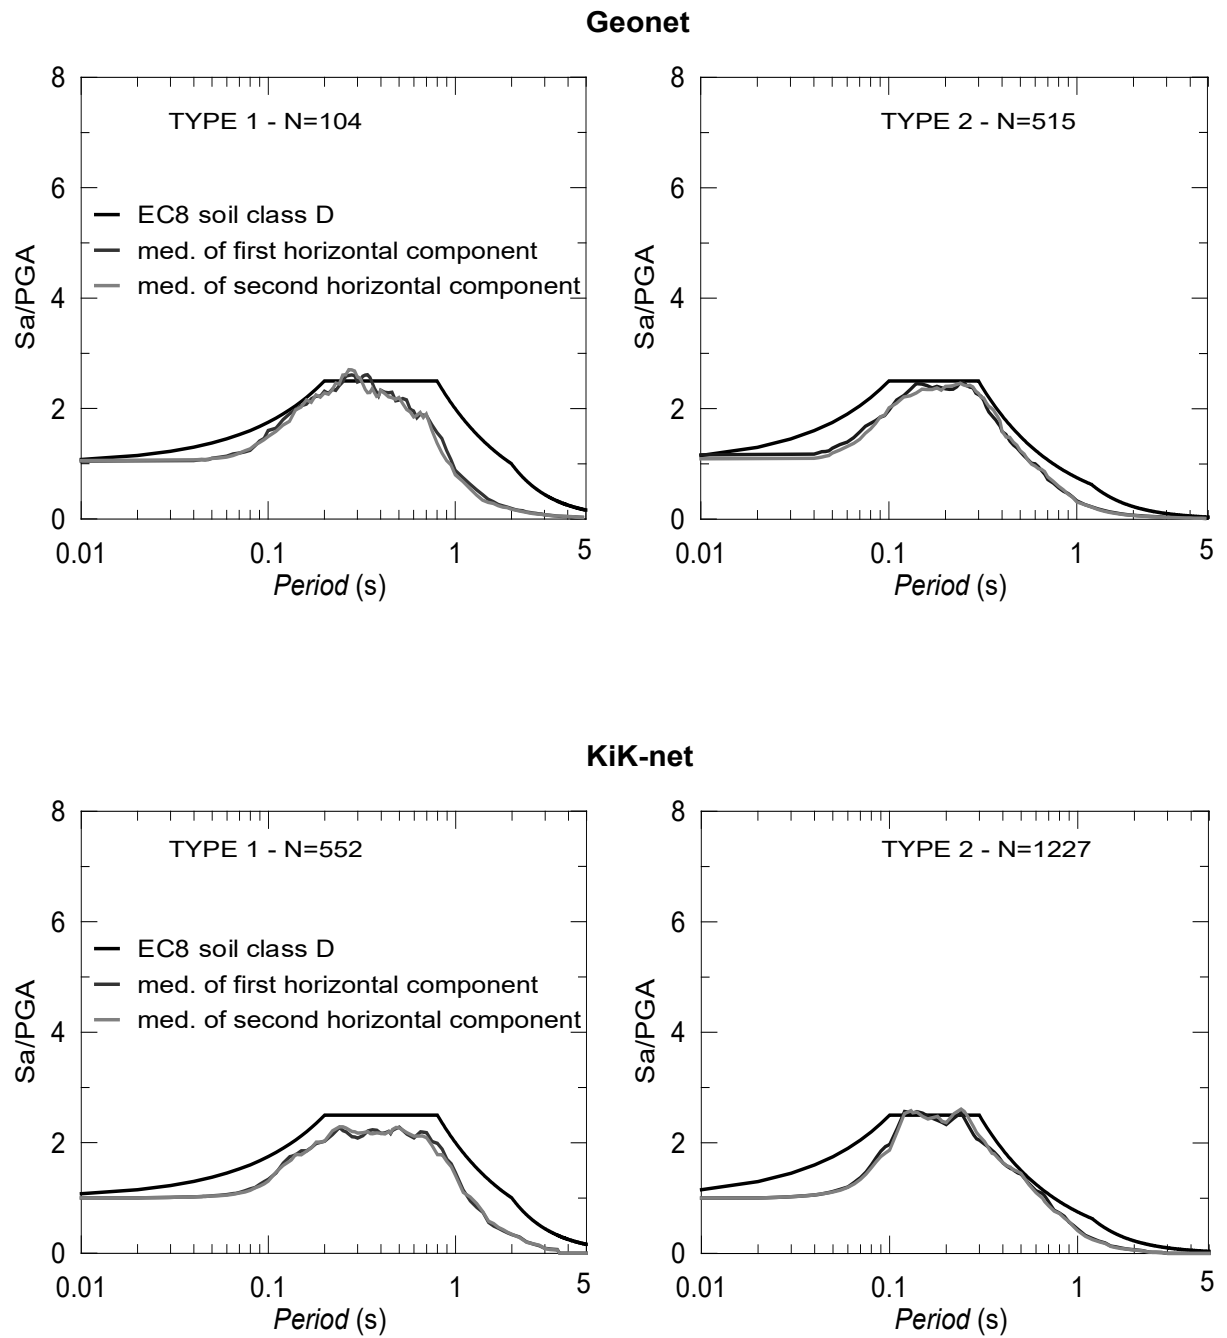 Geonet
8
6
4
2
0
Sa/PGA
TYPE 1 - N=104
EC8 soil class D
med. of first horizontal component
med. of second horizontal component
0.01
0.1
1
5
Period (s)
8
6
4
2
0
Sa/PGA
TYPE 2 - N=515
0.01
0.1
1
5
Period (s)
KiK-net
8
6
4
2
0
Sa/PGA
TYPE 1 - N=552
EC8 soil class D
med. of first horizontal component
med. of second horizontal component
0.01
0.1
1
5
Period (s)
8
6
4
2
0
Sa/PGA
TYPE 2 - N=1227
0.01
0.1
1
5
Period (s)